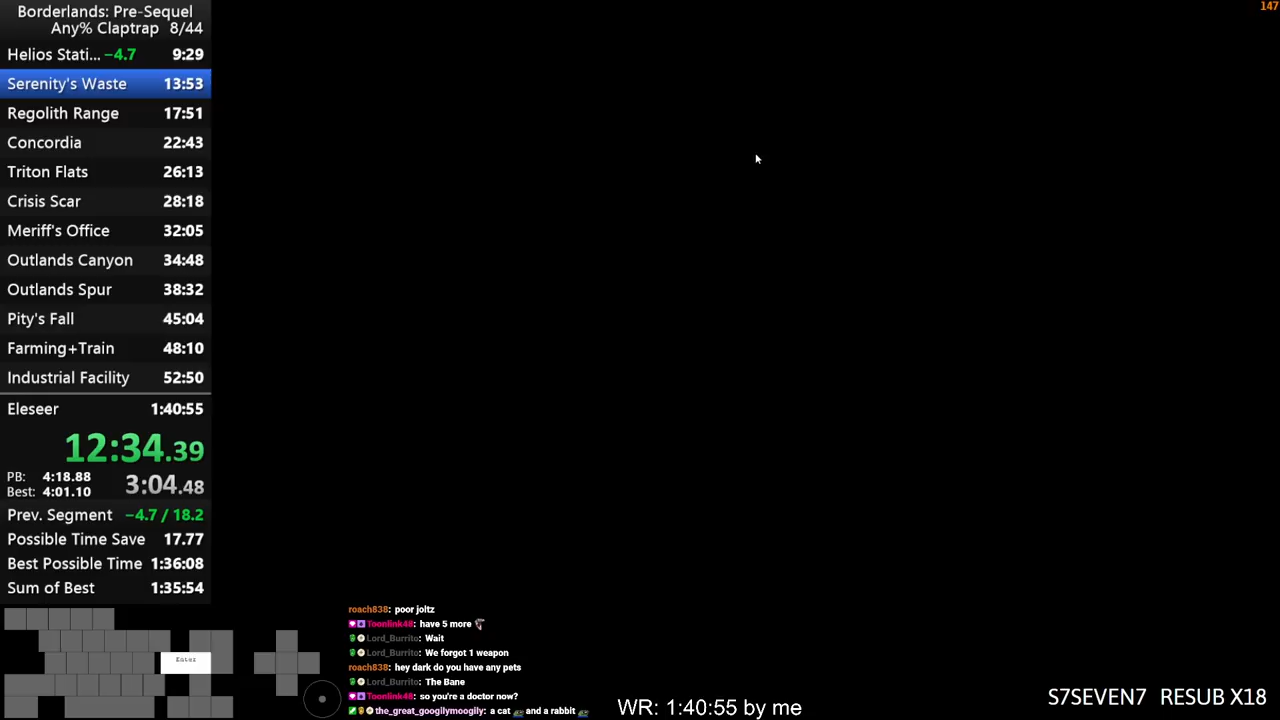 Borderlands: Pre-Sequel
Any% Claptrap 8/44
Helios Stati... −4.7 9:29
Serenity's Waste 13:53
Regolith Range 17:51
Concordia 22:43
Triton Flats 26:13
Crisis Scar 28:18
Meriff's Office 32:05
Outlands Canyon 34:48
Outlands Spur 38:32
Pity's Fall 45:04
Farming+Train 48:10
Industrial Facility 52:50
Eleseer 1:40:55
12:34.39
PB: 4:18.88
Best: 4:01.10
3:04.48
Prev. Segment −4.7 / 18.2
Possible Time Save 17.77
Best Possible Time 1:36:08
Sum of Best 1:35:54
Enter
147
roach838: poor joltz
Toonlink48: have 5 more
Lord_Burrito: Wait
Lord_Burrito: We forgot 1 weapon
roach838: hey dark do you have any pets
Lord_Burrito: The Bane
Toonlink48: so you're a doctor now?
the_great_googilymoogily: a cat and a rabbit
WR: 1:40:55 by me
S7SEVEN7 RESUB X18